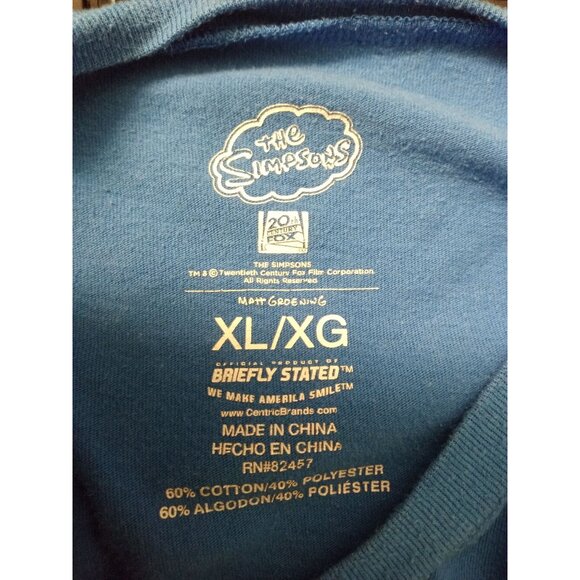 THE
SIMPSONS
20th
CENTURY
FOX
THE SIMPSONS
TM & © Twentieth Century Fox Film Corporation.
All Rights Reserved.
MATT GROENING
XL/XG
OFFICIAL PRODUCT OF
BRIEFLY STATED™
WE MAKE AMERICA SMILE™
www.CentricBrands.com
MADE IN CHINA
HECHO EN CHINA
RN#82457
60% COTTON/40% POLYESTER
60% ALGODON/40% POLIÉSTER